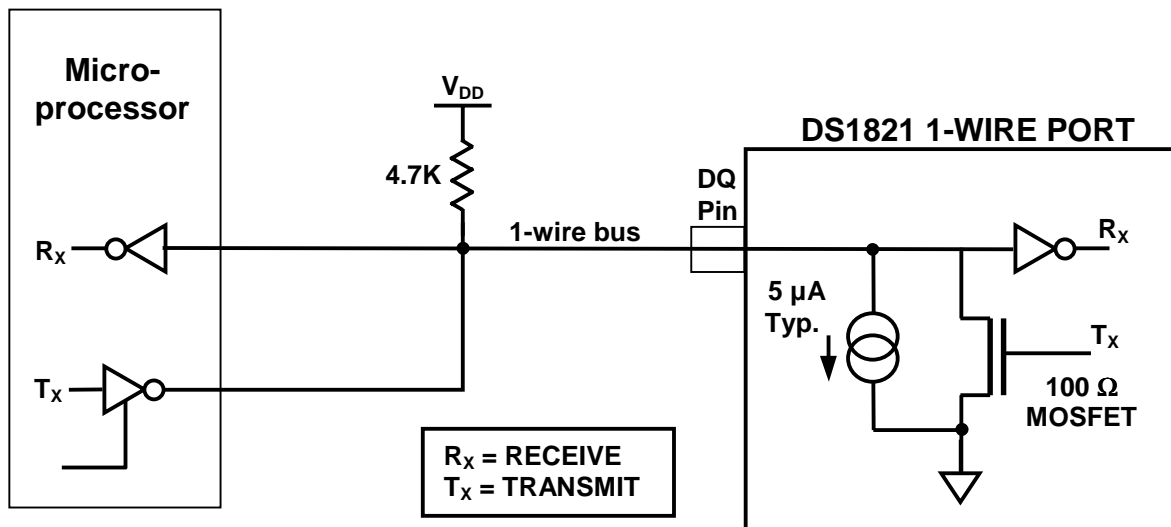 Micro-
processor
V_DD
4.7K
DS1821 1-WIRE PORT
DQ
Pin
1-wire bus
R_X
R_X
5 µA
Typ.
T_X
T_X
100 Ω
MOSFET
R_X = RECEIVE
T_X = TRANSMIT